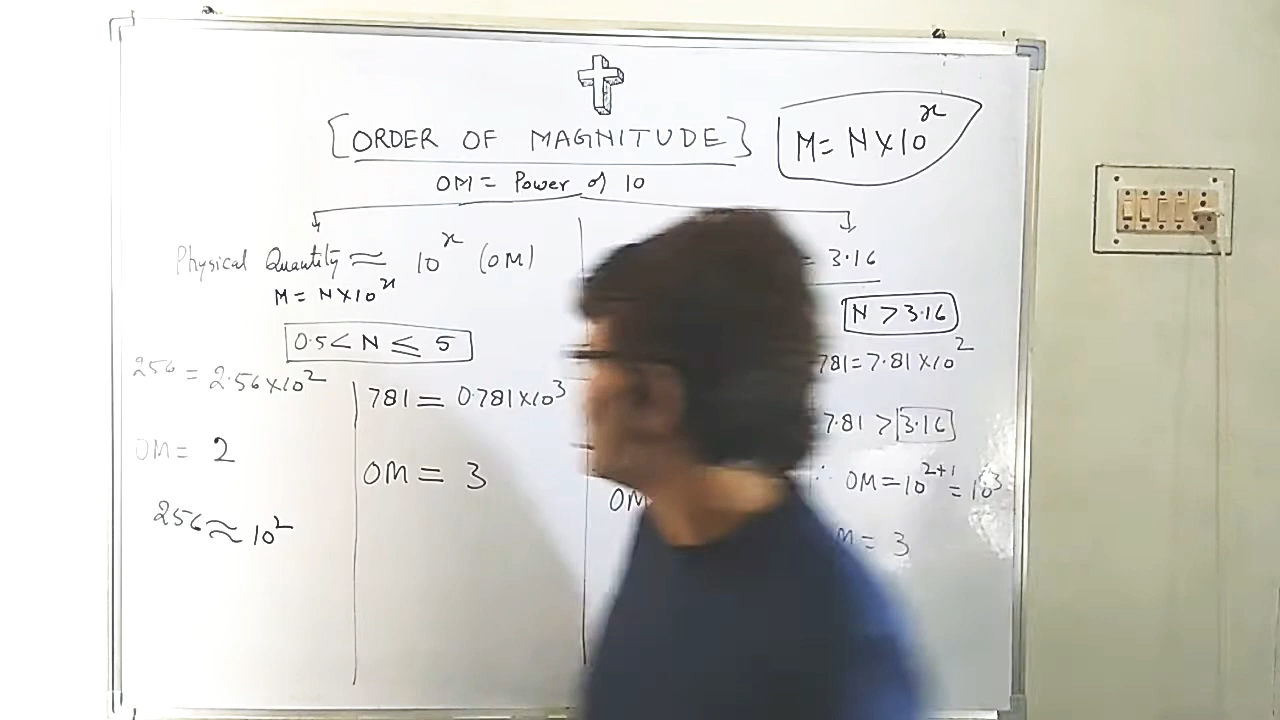 [ORDER OF MAGNITUDE]
M = N×10^x
OM = Power of 10
Physical Quantity ≈ 10^x (OM)
M = N×10^x
0.5 < N ≤ 5
256 = 2.56×10^2
OM = 2
256 ≈ 10^2
781 = 0.781×10^3
OM = 3
= 3.16
N > 3.16
781 = 7.81×10^2
7.81 > 3.16
∴ OM = 10^2+1 = 10^3
M = 3
OM